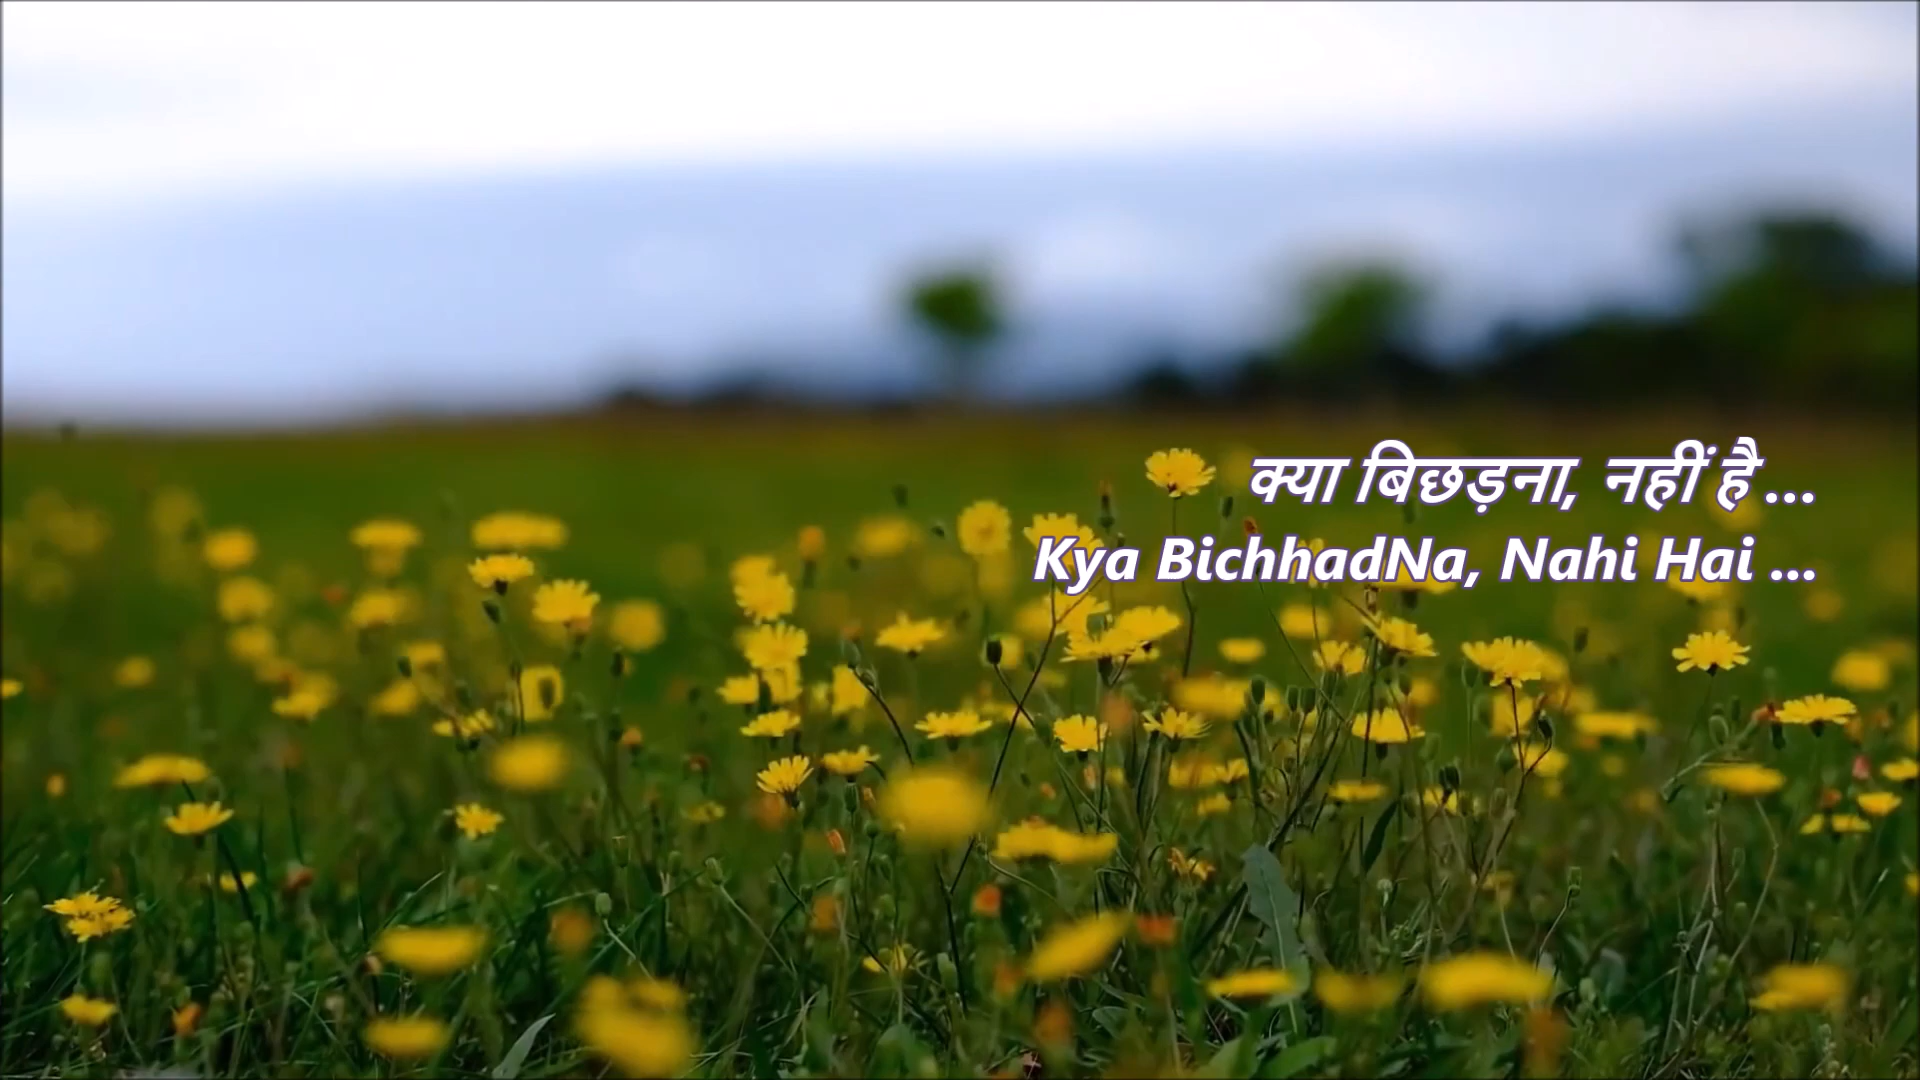 क्या बिछड़ना, नहीं है ...
Kya BichhadNa, Nahi Hai ...